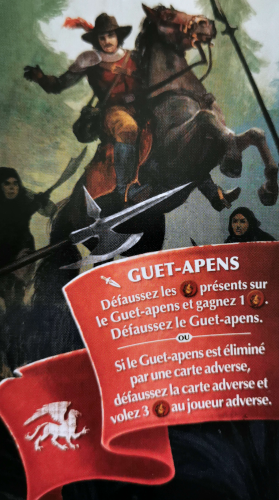 GUET-APENS
Défaussez les présents sur
le Guet-apens et gagnez 1 .
Défaussez le Guet-apens.
OU
Si le Guet-apens est éliminé
par une carte adverse,
défaussez la carte adverse et
volez 3 au joueur adverse.